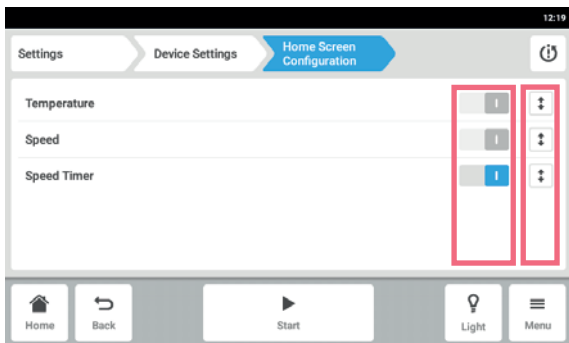 12:19
Settings
Device Settings
Home Screen
Configuration
Temperature
I
Speed
I
Speed Timer
I
Home
Back
Start
Light
Menu